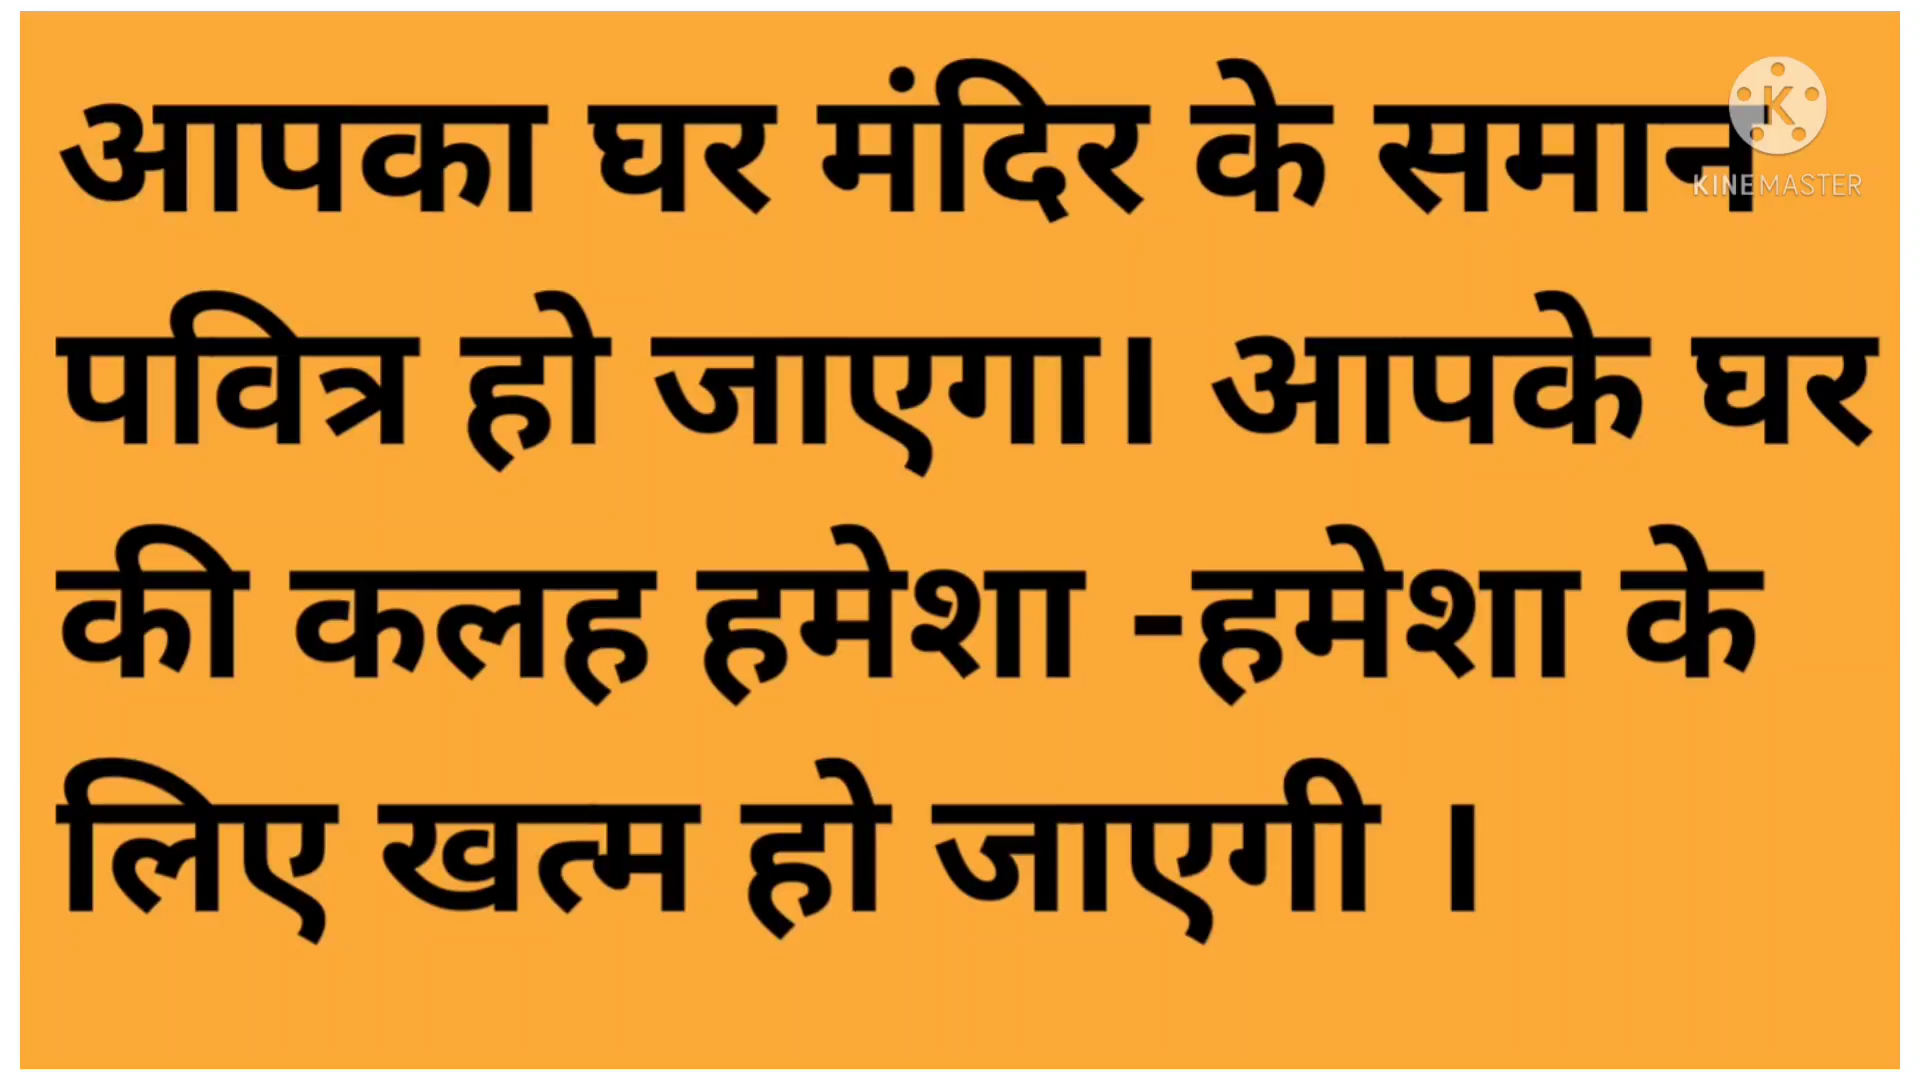 आपका घर मंदिर के समान
KINEMASTER
पवित्र हो जाएगा। आपके घर
की कलह हमेशा -हमेशा के
लिए खत्म हो जाएगी ।